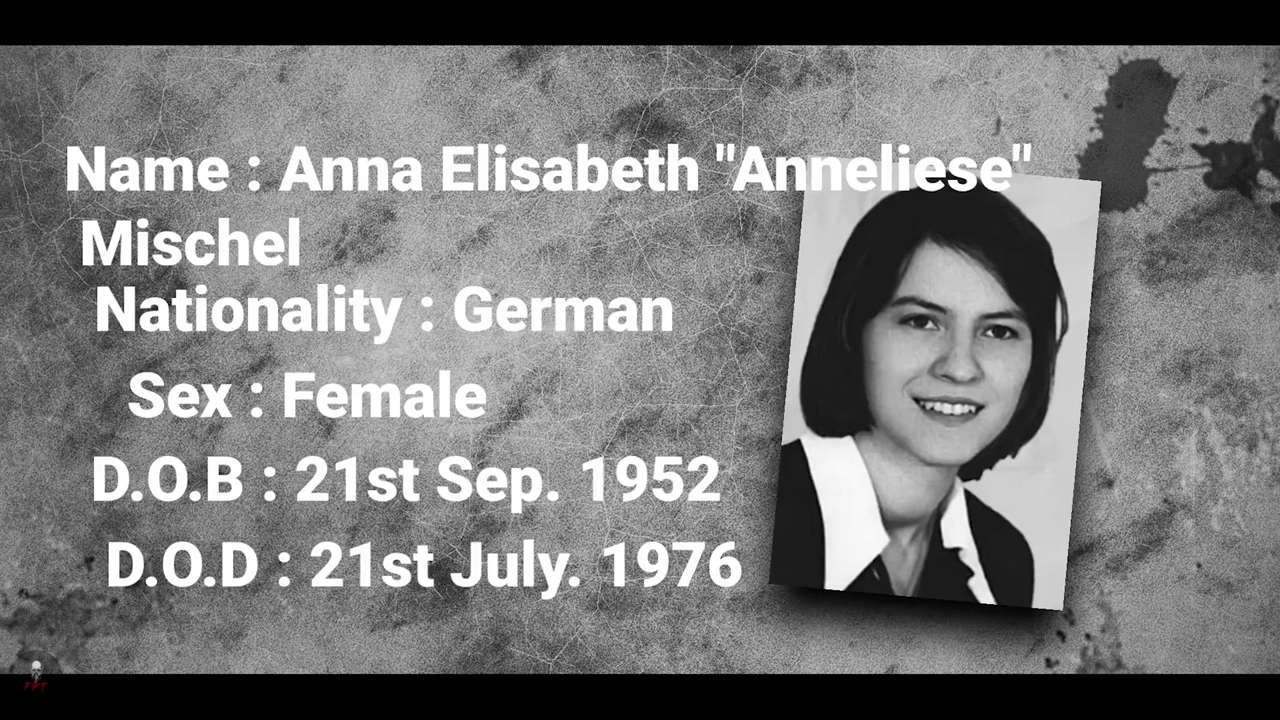 Name : Anna Elisabeth "Anneliese"
Mischel
Nationality : German
Sex : Female
D.O.B : 21st Sep. 1952
D.O.D : 21st July. 1976